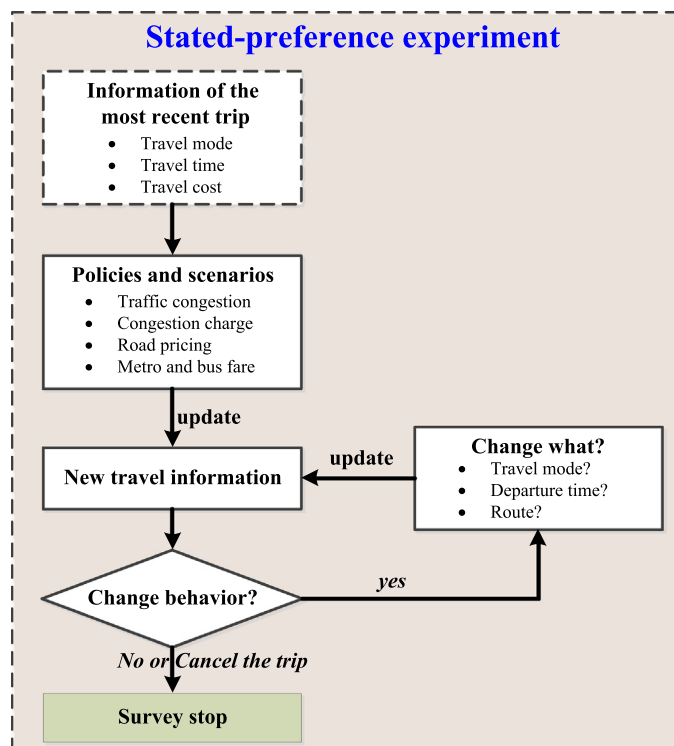 Stated-preference experiment
Information of the
most recent trip
• Travel mode
• Travel time
• Travel cost
Policies and scenarios
• Traffic congestion
• Congestion charge
• Road pricing
• Metro and bus fare
update
New travel information
update
Change what?
• Travel mode?
• Departure time?
• Route?
Change behavior?
yes
No or Cancel the trip
Survey stop